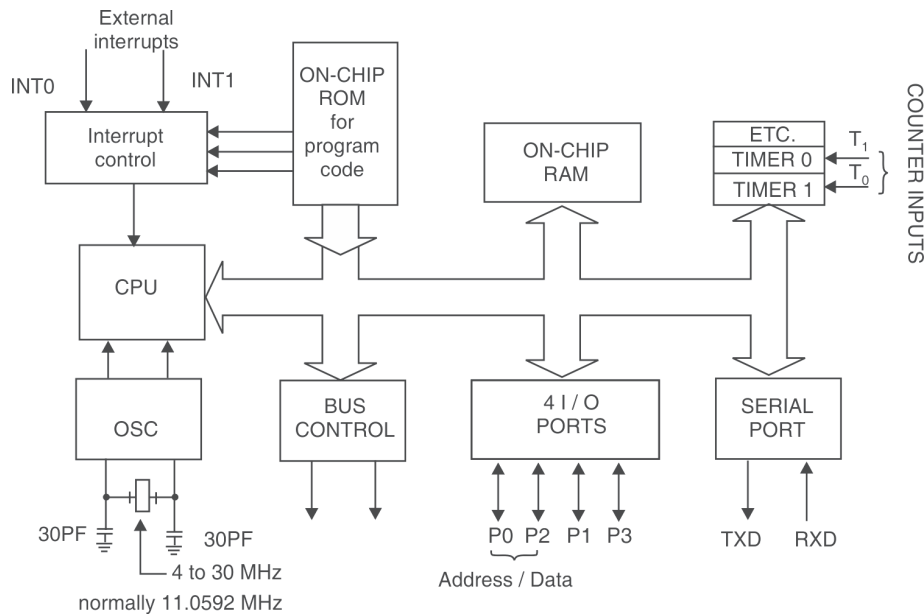 External
interrupts
INT0
INT1
Interrupt
control
ON-CHIP
ROM
for
program
code
ON-CHIP
RAM
ETC.
TIMER 0
TIMER 1
T1
T0
COUNTER INPUTS
CPU
OSC
BUS
CONTROL
4 I / O
PORTS
SERIAL
PORT
30PF
30PF
4 to 30 MHz
normally 11.0592 MHz
P0 P2 P1 P3
Address / Data
TXD RXD